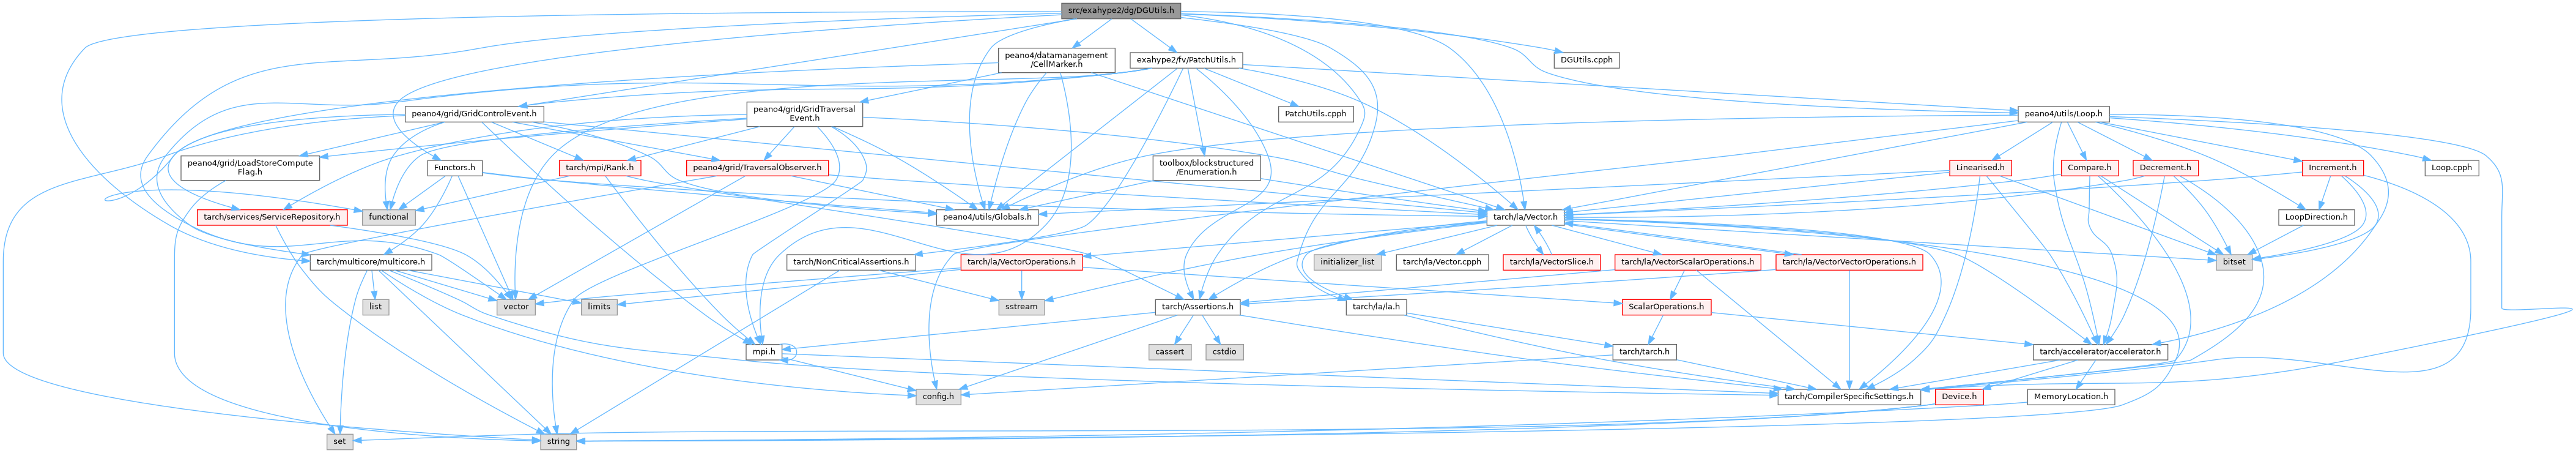 src/exahype2/dg/DGUtils.h
peano4/datamanagement
/CellMarker.h
exahype2/fv/PatchUtils.h
DGUtils.cpph
peano4/grid/GridControlEvent.h
peano4/grid/GridTraversal
Event.h
PatchUtils.cpph
peano4/utils/Loop.h
peano4/grid/LoadStoreCompute
Flag.h
Functors.h
tarch/mpi/Rank.h
peano4/grid/TraversalObserver.h
toolbox/blockstructured
/Enumeration.h
Linearised.h
Compare.h
Decrement.h
Increment.h
Loop.cpph
tarch/services/ServiceRepository.h
functional
peano4/utils/Globals.h
tarch/la/Vector.h
LoopDirection.h
tarch/multicore/multicore.h
tarch/NonCriticalAssertions.h
tarch/la/VectorOperations.h
initializer_list
tarch/la/Vector.cpph
tarch/la/VectorSlice.h
tarch/la/VectorScalarOperations.h
tarch/la/VectorVectorOperations.h
bitset
list
vector
limits
sstream
tarch/Assertions.h
tarch/la/la.h
ScalarOperations.h
mpi.h
cassert
cstdio
tarch/tarch.h
tarch/accelerator/accelerator.h
config.h
tarch/CompilerSpecificSettings.h
Device.h
MemoryLocation.h
set
string